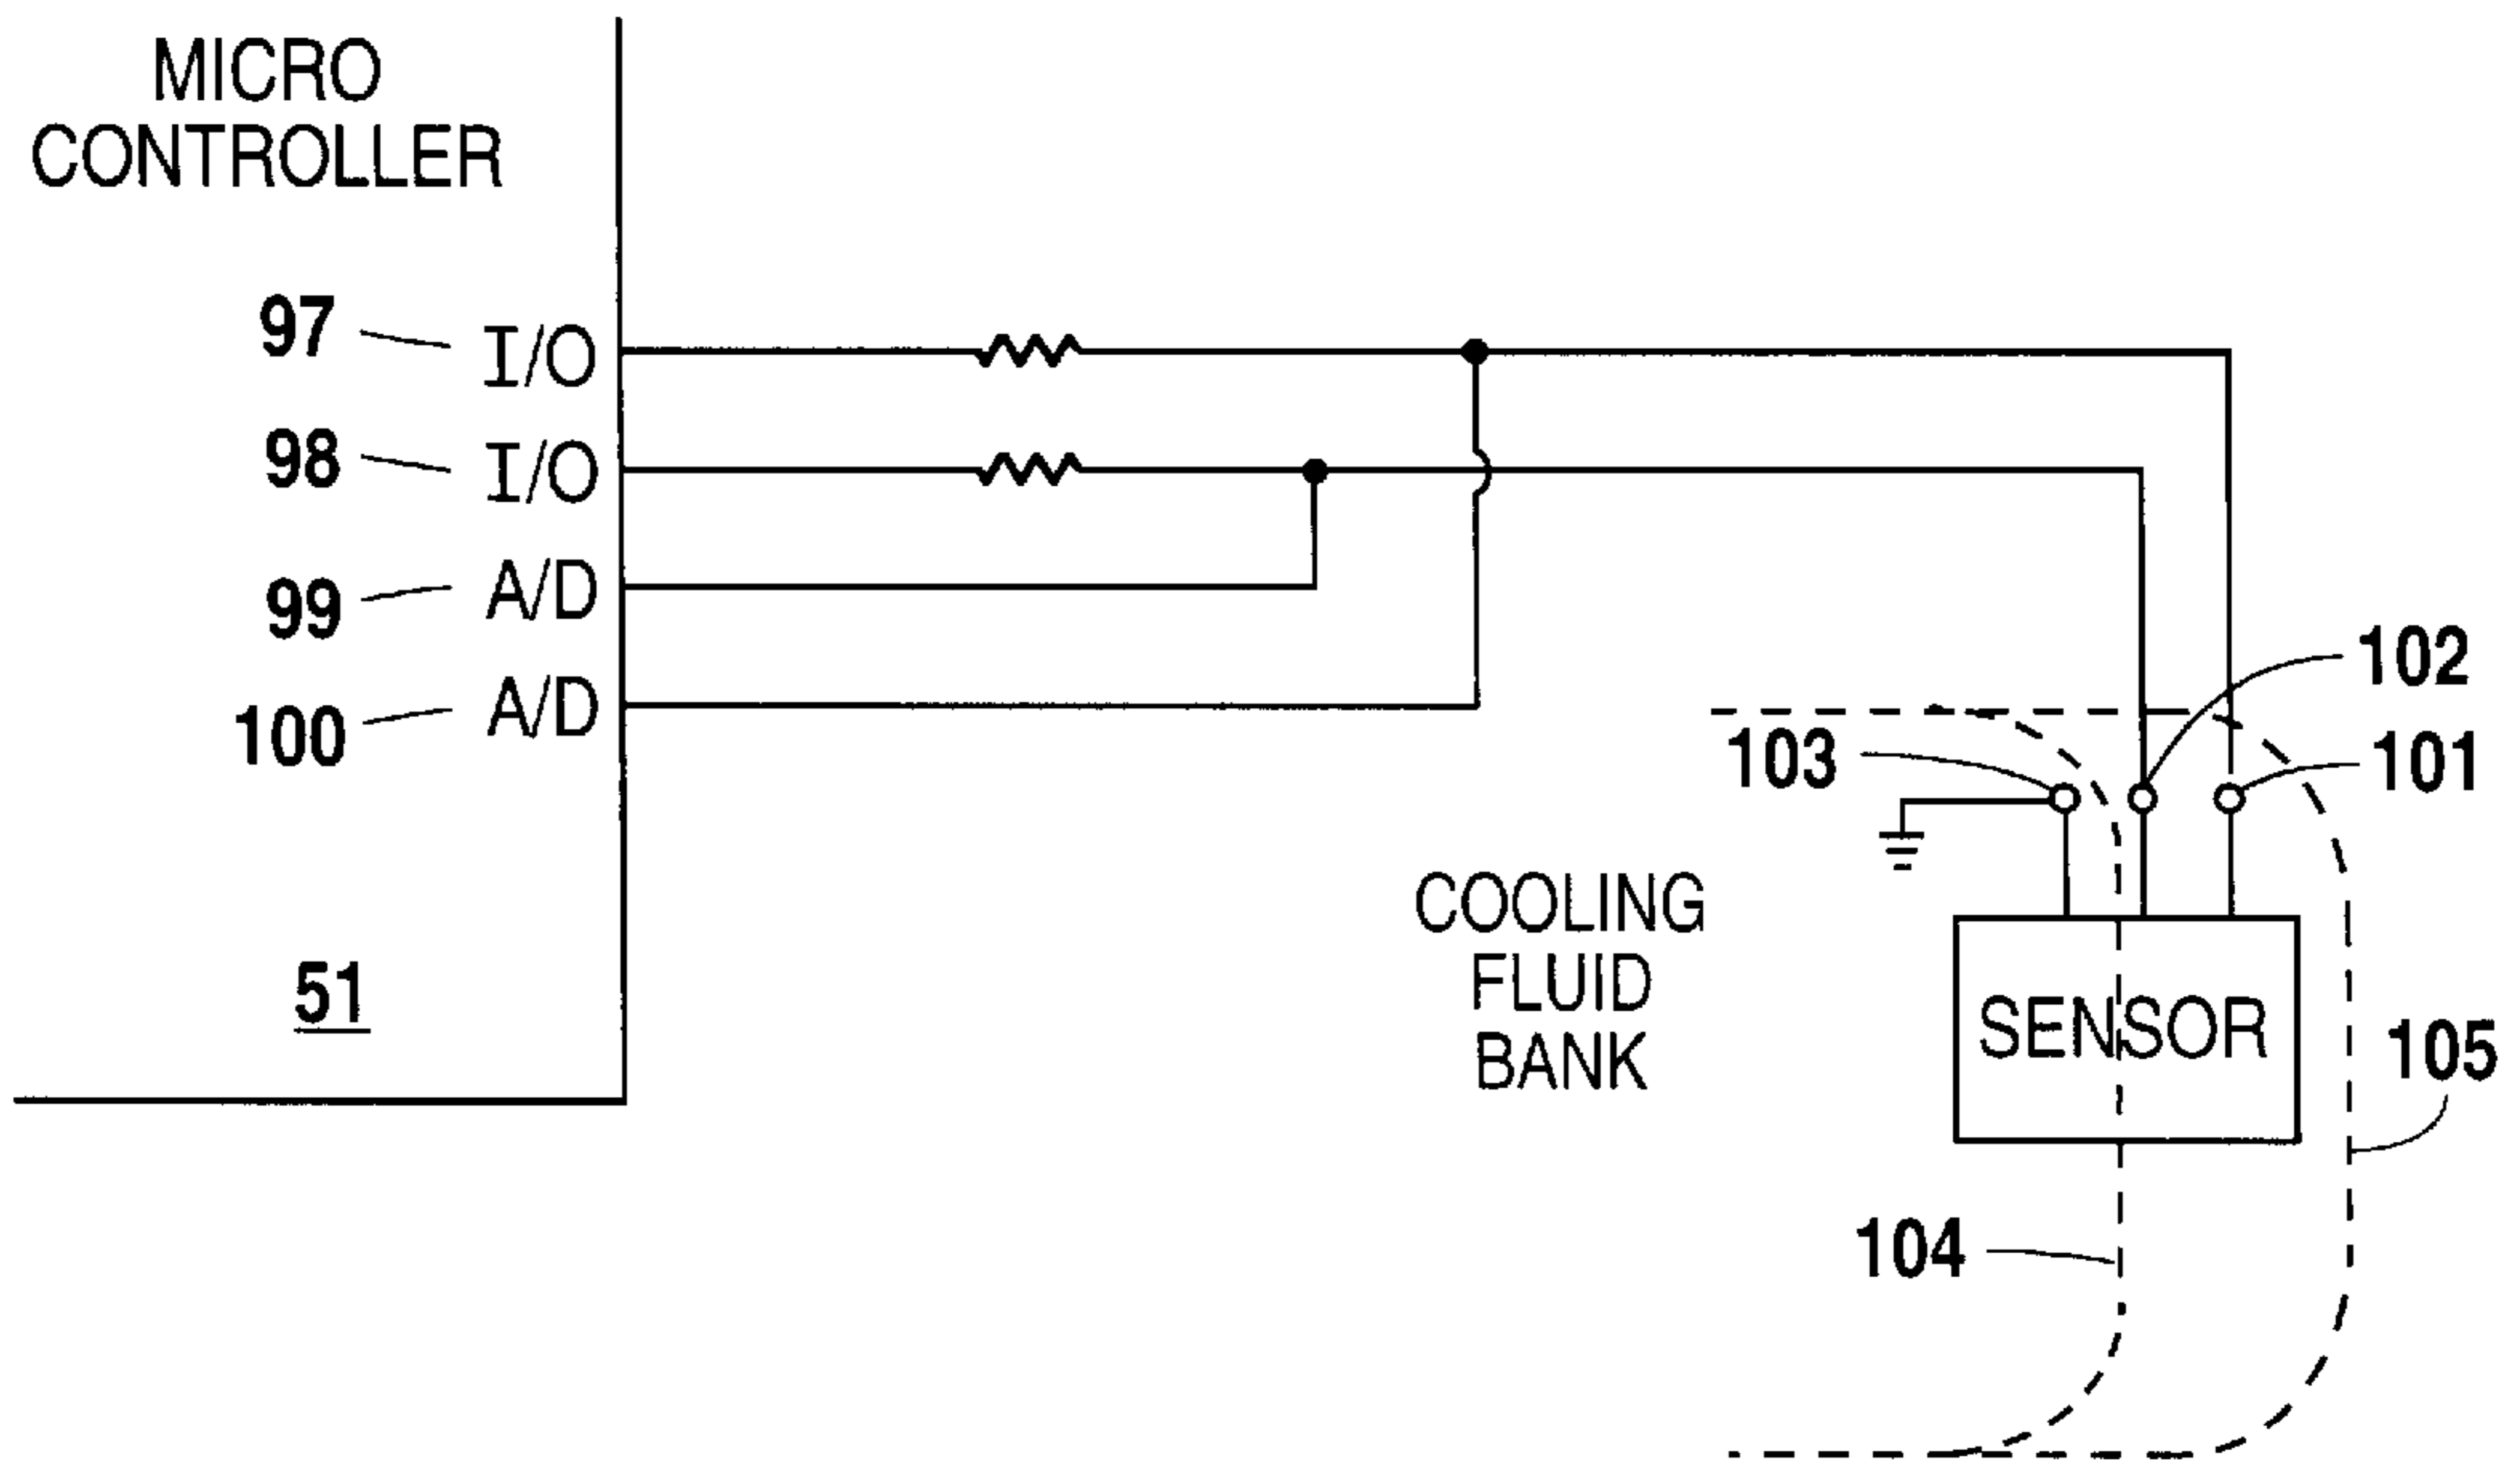 MICRO
CONTROLLER
97 I/O
98 I/O
99 A/D
100 A/D
51
102
103
101
COOLING
FLUID
BANK
SENSOR
105
104